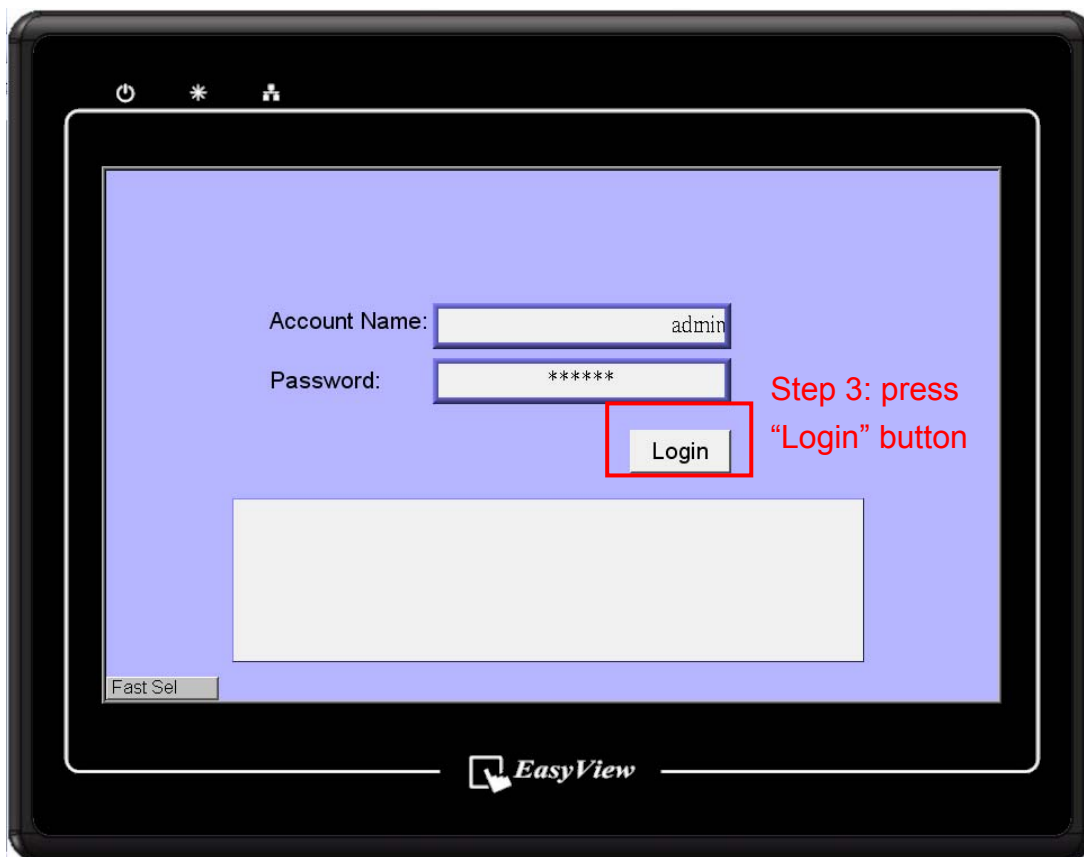 Account Name:
admin
Password:
******
Step 3: press
“Login” button
Login
Fast Sel
EasyView